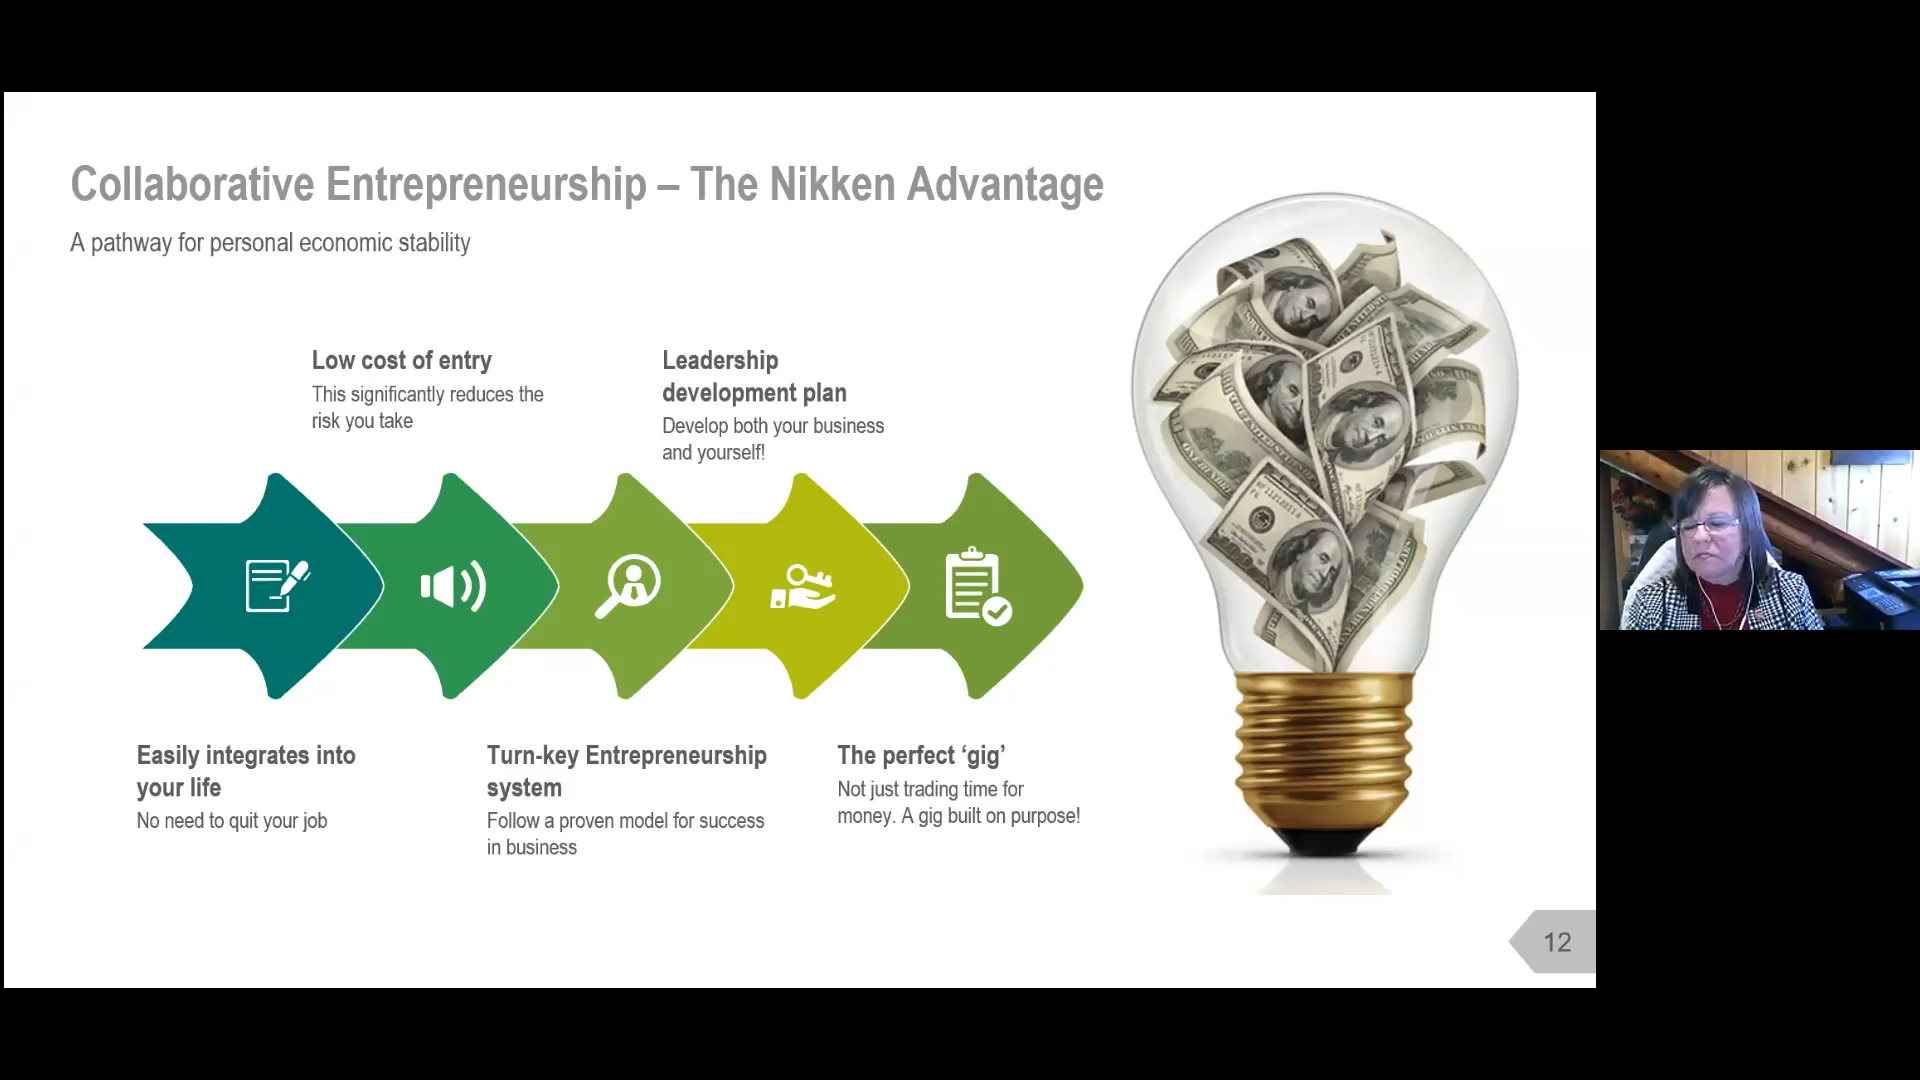 Collaborative Entrepreneurship – The Nikken Advantage
A pathway for personal economic stability
Low cost of entry
This significantly reduces the
risk you take
Leadership
development plan
Develop both your business
and yourself!
Easily integrates into
your life
No need to quit your job
Turn-key Entrepreneurship
system
Follow a proven model for success
in business
The perfect ‘gig’
Not just trading time for
money. A gig built on purpose!
12